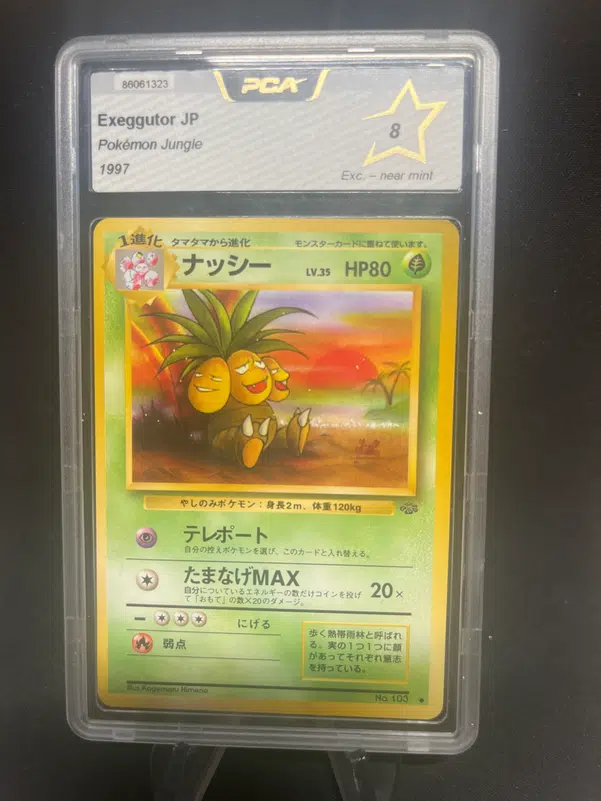 86061323
PCA
Exeggutor JP
Pokémon Jungle
1997
8
Exc. – near mint
1進化 タマタマから進化 モンスターカードに重ねて使います。
ナッシー LV.35 HP80
やしのみポケモン:身長2m、体重120kg
テレポート
自分の控えポケモンを選び、このカードと入れ替える。
たまなげMAX
自分についているエネルギーの数だけコインを投げ
て「おもて」の数×20のダメージ。
20×
にげる
弱点
歩く熱帯雨林と呼ばれ
る。実の1つ1つに顔
があってそれぞれ意志
を持っている。
Illus.Kagemaru Himeno
No.103